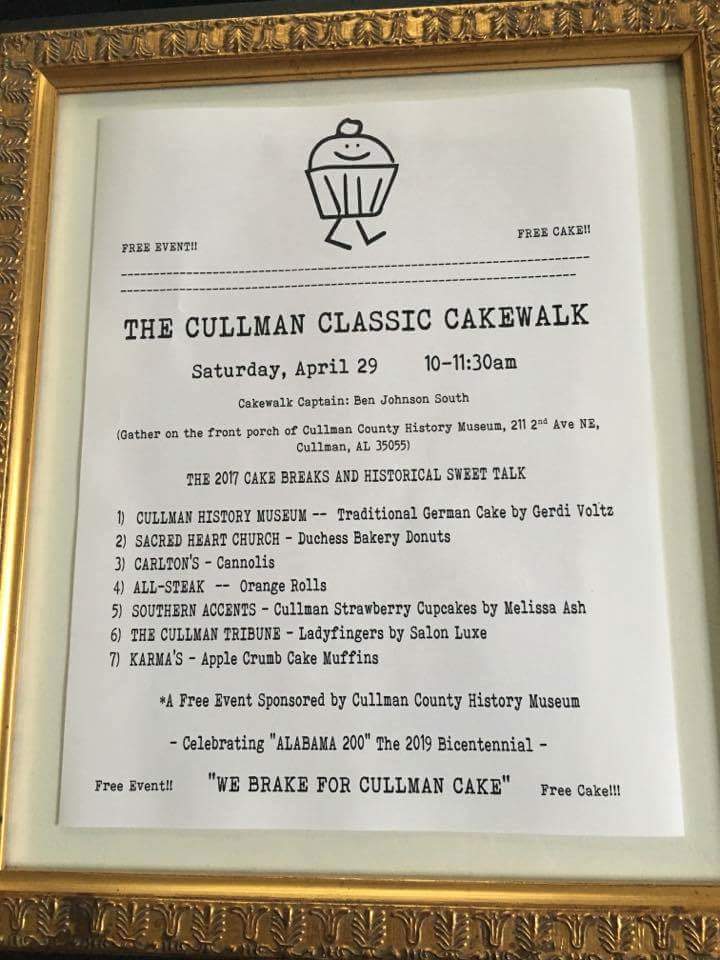 FREE EVENT!!
FREE CAKE!!
THE CULLMAN CLASSIC CAKEWALK
Saturday, April 29 10-11:30am
Cakewalk Captain: Ben Johnson South
(Gather on the front porch of Cullman County History Museum, 211 2nd Ave NE,
Cullman, AL 35055)
THE 2017 CAKE BREAKS AND HISTORICAL SWEET TALK
1) CULLMAN HISTORY MUSEUM -- Traditional German Cake by Gerdi Voltz
2) SACRED HEART CHURCH - Duchess Bakery Donuts
3) CARLTON'S - Cannolis
4) ALL-STEAK -- Orange Rolls
5) SOUTHERN ACCENTS - Cullman Strawberry Cupcakes by Melissa Ash
6) THE CULLMAN TRIBUNE - Ladyfingers by Salon Luxe
7) KARMA'S - Apple Crumb Cake Muffins
*A Free Event Sponsored by Cullman County History Museum
- Celebrating "ALABAMA 200" The 2019 Bicentennial -
Free Event!! "WE BRAKE FOR CULLMAN CAKE" Free Cake!!!